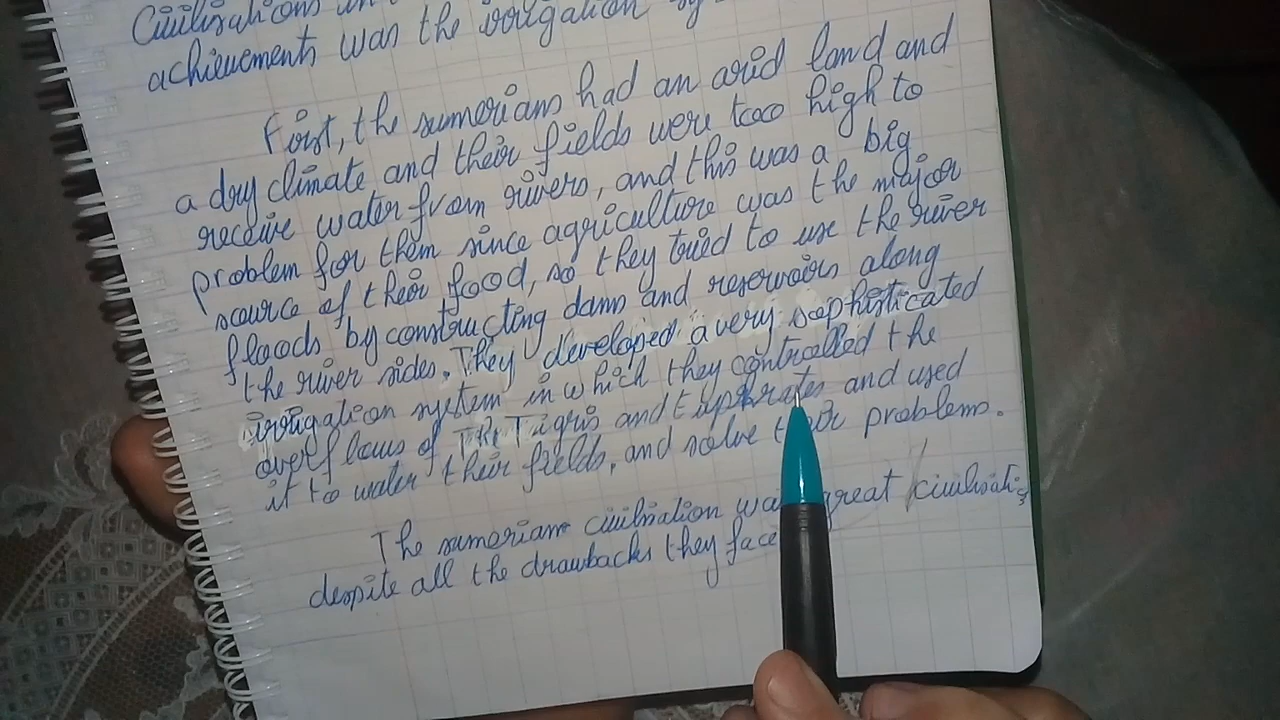 Civilisations in
achievements was the irrigation
First, the sumerians had an arid land and
a dry climate and their fields were too high to
receive water from rivers, and this was a big
problem for them since agriculture was the major
source of their food, so they tried to use the river
floods by constructing dams and reservoirs along
the river sides. They developed a very sophisticated
irrigation system in which they controlled the
overflows of The Tigris and Euphrates and used
it to water their fields, and solve their problems.
The sumerian civilisation was great civilisation,
despite all the drawbacks they face